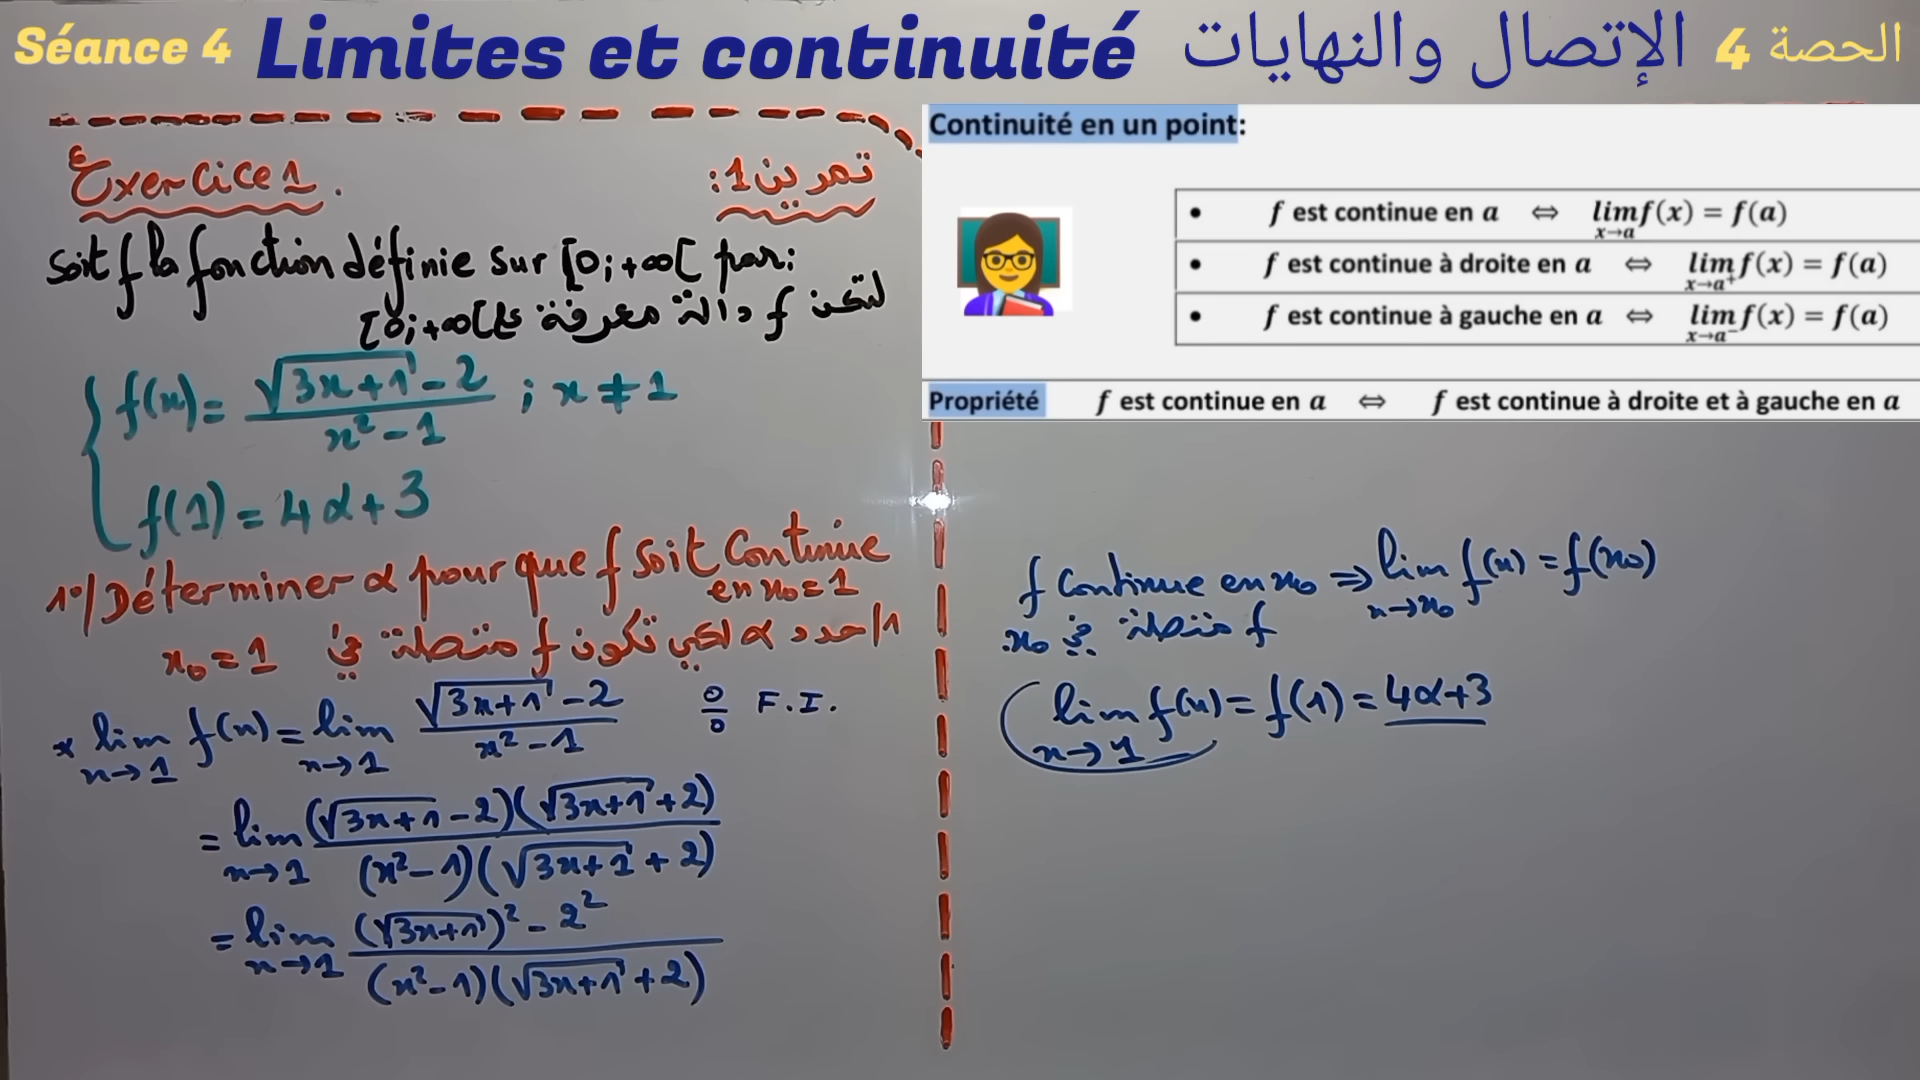 Séance 4 Limites et continuité الإتصال والنهايات الحصة 4
Exercice 1. تمرين 1:
Soit f la fonction définie sur [0;+∞[ par:
لتكن f دالة معرفة على [0;+∞[
f(x) = (√(3x+1) - 2) / (x² - 1) ; x ≠ 1
f(1) = 4α + 3
1°/ Déterminer α pour que f soit Continue
en x₀ = 1
1/ حدد α لكي تكون f متصلة في x₀ = 1
* lim x→1 f(x) = lim x→1 (√(3x+1) - 2) / (x² - 1) 0/0 F.I.
= lim x→1 (√(3x+1) - 2)(√(3x+1) + 2) / (x² - 1)(√(3x+1) + 2)
= lim x→1 ((√(3x+1))² - 2²) / (x² - 1)(√(3x+1) + 2)
Continuité en un point:
• f est continue en a ⇔ lim x→a f(x) = f(a)
• f est continue à droite en a ⇔ lim x→a⁺ f(x) = f(a)
• f est continue à gauche en a ⇔ lim x→a⁻ f(x) = f(a)
Propriété f est continue en a ⇔ f est continue à droite et à gauche en a
f Continue en x₀ ⇒ lim x→x₀ f(x) = f(x₀)
f متصلة في x₀.
lim x→1 f(x) = f(1) = 4α + 3